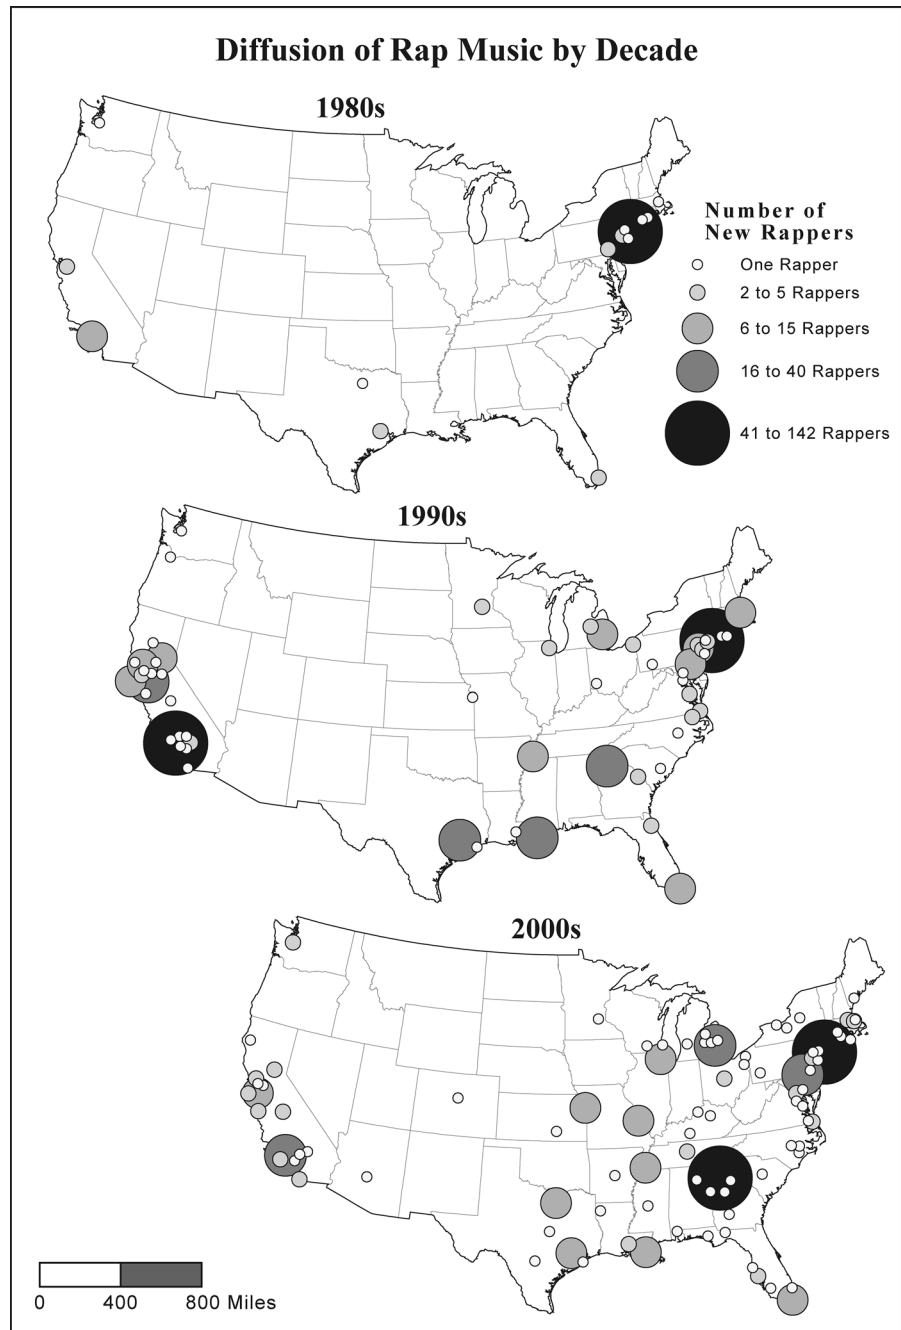 Diffusion of Rap Music by Decade
1980s
Number of
New Rappers
One Rapper
2 to 5 Rappers
6 to 15 Rappers
16 to 40 Rappers
41 to 142 Rappers
1990s
2000s
0 400 800 Miles